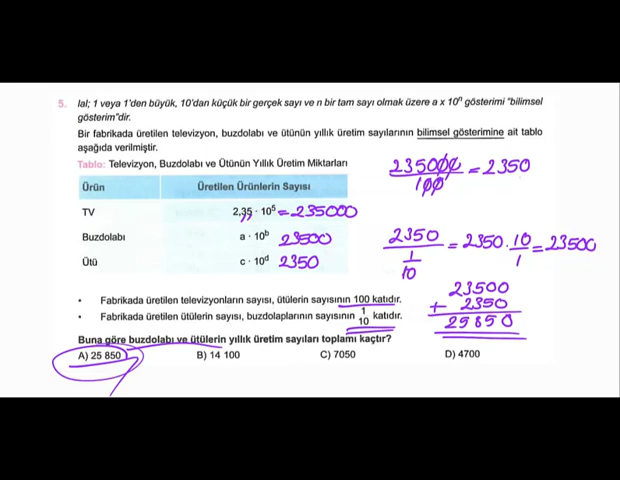 5. lal; 1 veya 1'den büyük, 10'dan küçük bir gerçek sayı ve n bir tam sayı olmak üzere a x 10ⁿ gösterimi "bilimsel
gösterim"dir.
Bir fabrikada üretilen televizyon, buzdolabı ve ütünün yıllık üretim sayılarının bilimsel gösterimine ait tablo
aşağıda verilmiştir.
Tablo: Televizyon, Buzdolabı ve Ütünün Yıllık Üretim Miktarları
Ürün Üretilen Ürünlerin Sayısı
TV 2,35 · 10⁵ = 235000
Buzdolabı a · 10ᵇ 23500
Ütü c · 10ᵈ 2350
235000/100 = 2350
2350/(1/10) = 2350 · 10/1 = 23500
23500
+ 2350
25850
• Fabrikada üretilen televizyonların sayısı, ütülerin sayısının 100 katıdır.
• Fabrikada üretilen ütülerin sayısı, buzdolaplarının sayısının 1/10 katıdır.
Buna göre buzdolabı ve ütülerin yıllık üretim sayıları toplamı kaçtır?
A) 25 850 B) 14 100 C) 7050 D) 4700